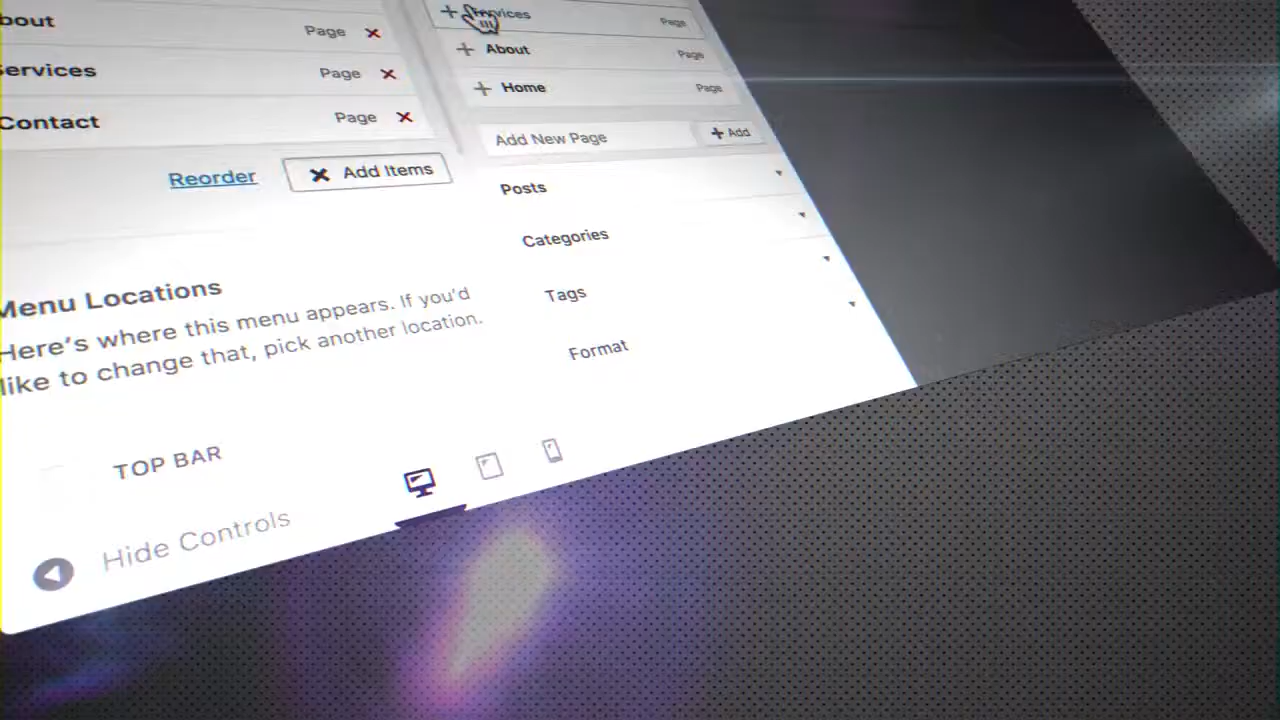 bout Page
ervices Page
Contact Page
Reorder Add Items
Menu Locations
Here's where this menu appears. If you'd
like to change that, pick another location.
TOP BAR
Hide Controls
Services Page
About Page
Home Page
Add New Page Add
Posts
Categories
Tags
Format